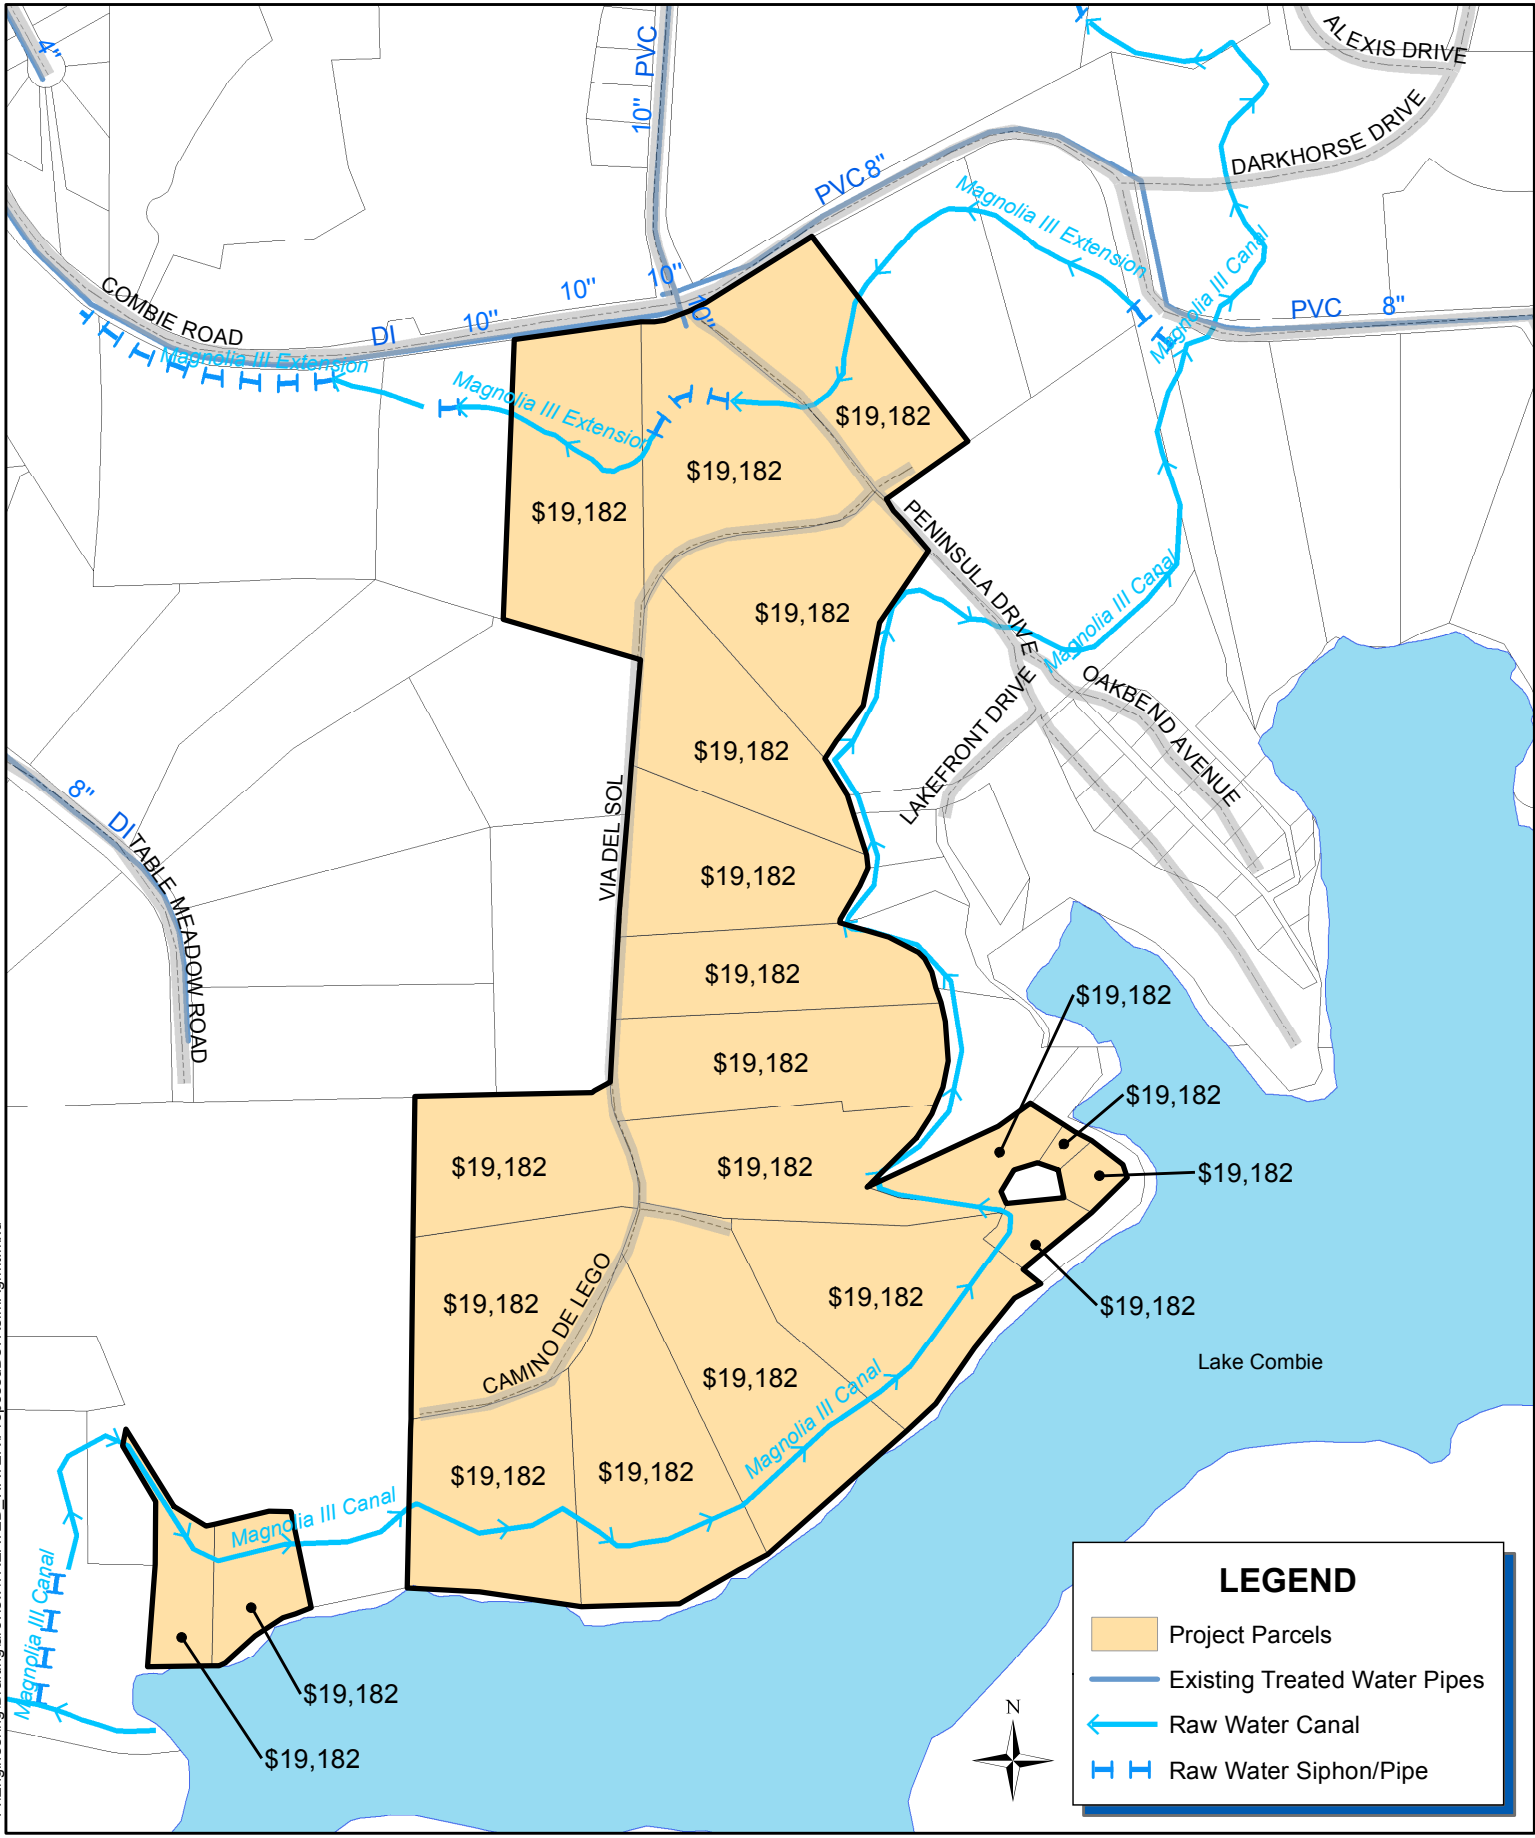 4"
10" PVC
ALEXIS DRIVE
DARKHORSE DRIVE
PVC 8"
Magnolia III Extension
Magnolia III Canal
COMBIE ROAD
DI
10"
10"
10"
10"
PVC 8"
Magnolia III Extension
Magnolia III Extension
$19,182
$19,182
$19,182
PENINSULA DRIVE
Magnolia III Canal
$19,182
OAKBEND AVENUE
LAKEFRONT DRIVE
$19,182
VIA DEL SOL
8" DI
TABLE MEADOW ROAD
$19,182
$19,182
$19,182
$19,182
$19,182
$19,182
$19,182
$19,182
$19,182
$19,182
CAMINO DE LEGO
$19,182
$19,182
Lake Combie
$19,182
Magnolia III Canal
$19,182
$19,182
Magnolia III Canal
Magnolia III Canal
$19,182
$19,182
N
LEGEND
Project Parcels
Existing Treated Water Pipes
Raw Water Canal
Raw Water Siphon/Pipe